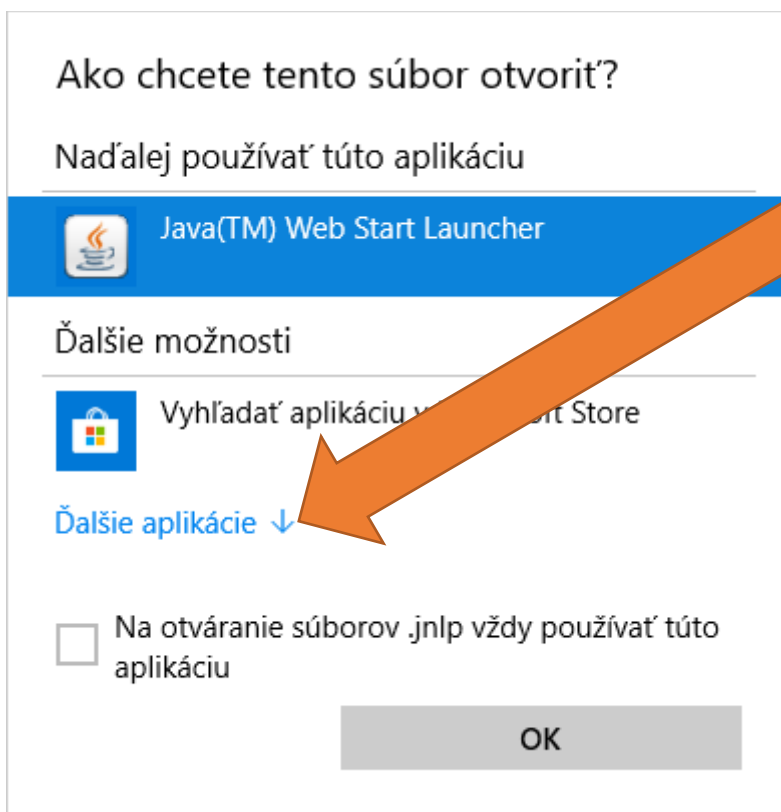 Ako chcete tento súbor otvoriť?
Naďalej používať túto aplikáciu
Java(TM) Web Start Launcher
Ďalšie možnosti
Vyhľadať aplikáciu v Store
Ďalšie aplikácie ↓
Na otváranie súborov .jnlp vždy používať túto
aplikáciu
OK